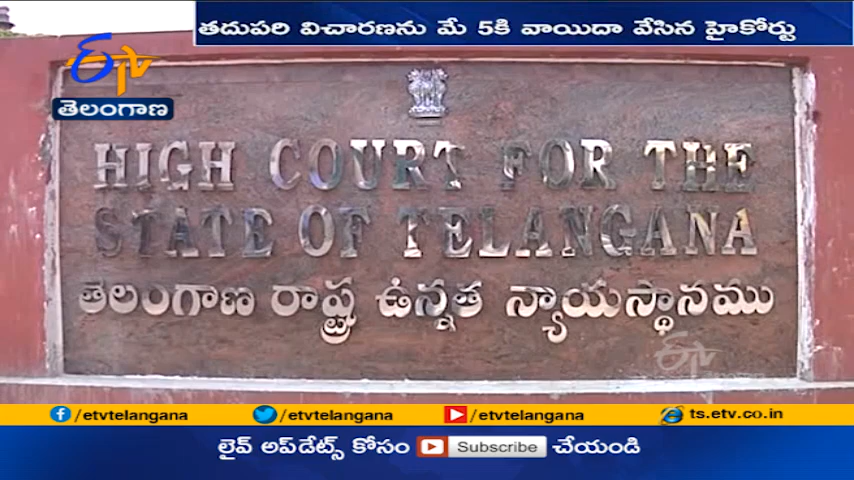 తదుపరి విచారణను మే 5కి వాయిదా వేసిన హైకోర్టు
ETV
తెలంగాణ
HIGH COURT FOR THE
STATE OF TELANGANA
తెలంగాణ రాష్ట్ర ఉన్నత న్యాయస్థానము
ETV
/etvtelangana /etvtelangana /etvtelangana ts.etv.co.in
లైవ్ అప్‌డేట్స్ కోసం Subscribe చేయండి